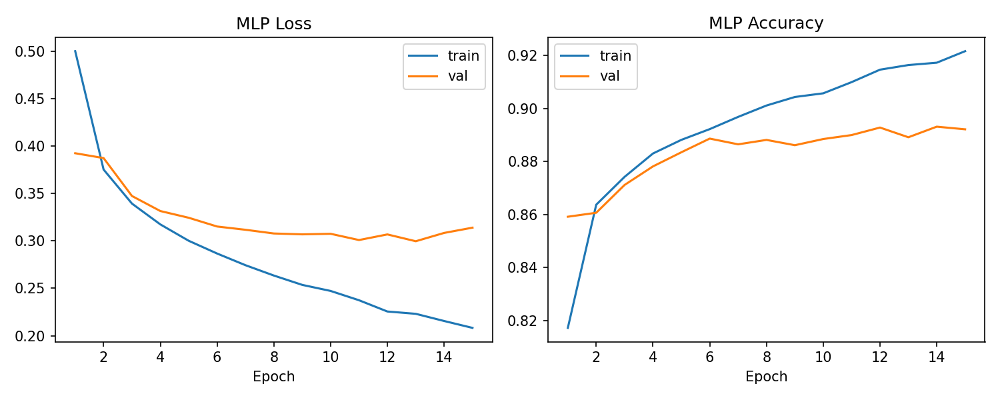 MLP Loss
0.50
0.45
0.40
0.35
0.30
0.25
0.20
train
val
2 4 6 8 10 12 14
Epoch
MLP Accuracy
0.92
0.90
0.88
0.86
0.84
0.82
train
val
2 4 6 8 10 12 14
Epoch